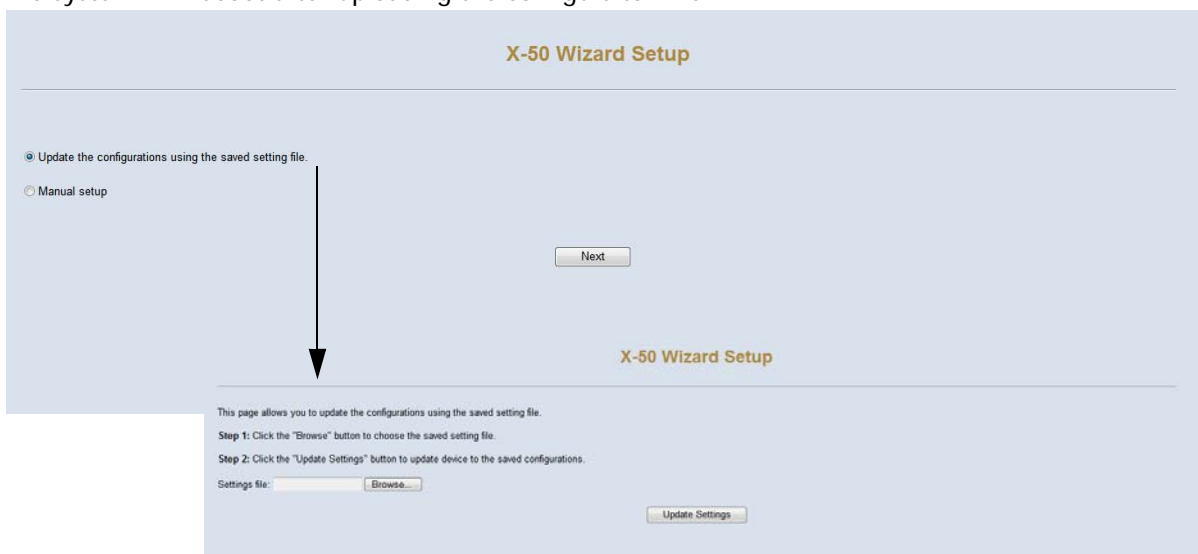 X-50 Wizard Setup
Update the configurations using the saved setting file.
Manual setup
Next
X-50 Wizard Setup
This page allows you to update the configurations using the saved setting file.
Step 1: Click the "Browse" button to choose the saved setting file.
Step 2: Click the "Update Settings" button to update device to the saved configurations.
Settings file: Browse...
Update Settings